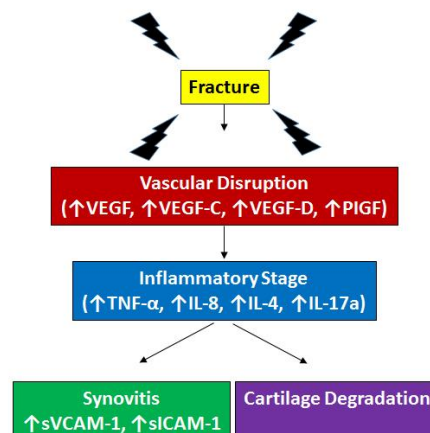 Fracture
Vascular Disruption
(↑VEGF, ↑VEGF-C, ↑VEGF-D, ↑PlGF)
Inflammatory Stage
(↑TNF-α, ↑IL-8, ↑IL-4, ↑IL-17a)
Synovitis
↑sVCAM-1, ↑sICAM-1
Cartilage Degradation